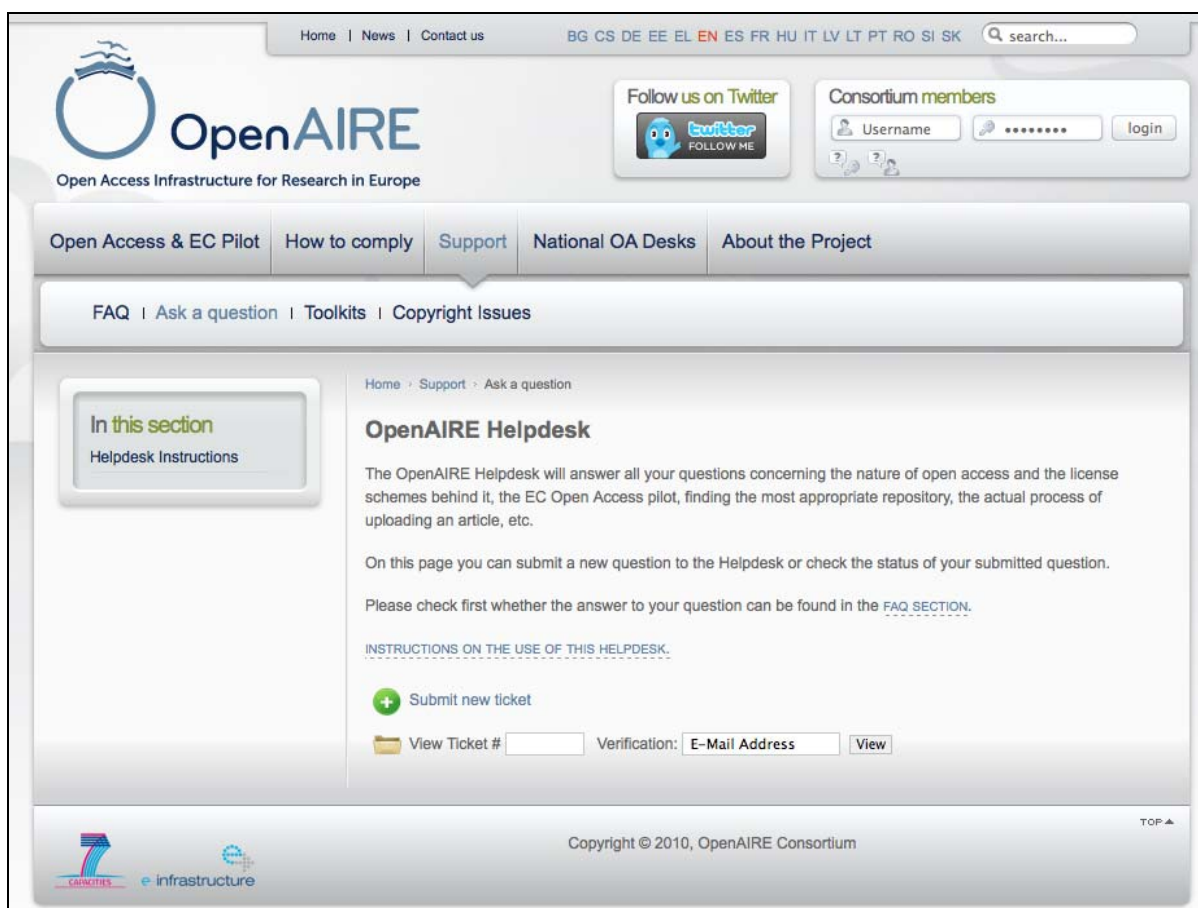 Home | News | Contact us
BG CS DE EE EL EN ES FR HU IT LV LT PT RO SI SK
search...
OpenAIRE
Open Access Infrastructure for Research in Europe
Follow us on Twitter
twitter
FOLLOW ME
Consortium members
Username
••••••••
login
Open Access & EC Pilot
How to comply
Support
National OA Desks
About the Project
FAQ | Ask a question | Toolkits | Copyright Issues
In this section
Helpdesk Instructions
Home › Support › Ask a question
OpenAIRE Helpdesk
The OpenAIRE Helpdesk will answer all your questions concerning the nature of open access and the license
schemes behind it, the EC Open Access pilot, finding the most appropriate repository, the actual process of
uploading an article, etc.
On this page you can submit a new question to the Helpdesk or check the status of your submitted question.
Please check first whether the answer to your question can be found in the FAQ SECTION.
INSTRUCTIONS ON THE USE OF THIS HELPDESK.
Submit new ticket
View Ticket # Verification: E-Mail Address View
TOP
Copyright © 2010, OpenAIRE Consortium
7
CAPACITIES
e infrastructure